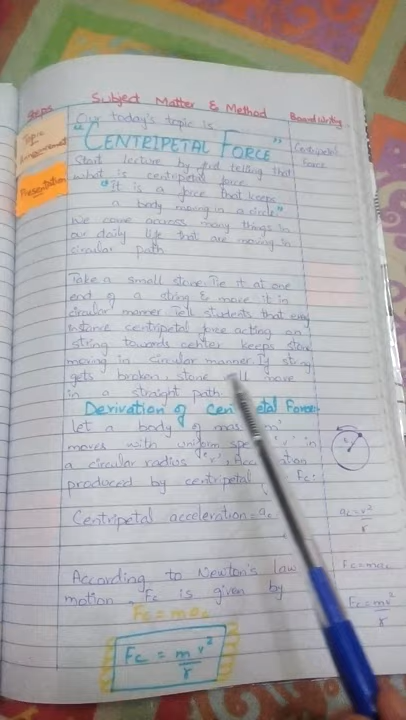 Steps
Subject Matter & Method
Board Writing
Topic
Announcement
Our today's topic is
"CENTRIPETAL FORCE"
Centripetal
Force
Presentation
Start lecture by telling that
what is centripetal force
"It is a force that keeps
a body moving in a circle"
We come across many things in
our daily life that are moving in
circular path
Take a small stone. Tie it at one
end of a string & move it in
circular manner. Tell students that every
instance centripetal force acting on
string towards center keeps stone
moving in circular manner. If string
gets broken, stone will move
in a straight path
Derivation of Force:
Let a body of mass 'm'
moves with uniform 'v' in
a circular radius 'r',
produced by centripetal Fc.
Centripetal acceleration = ac
ac = v²/r
According to Newton's law
motion, Fc is given by
Fc = mac
Fc = mac
Fc = mv²/r
Fc = mv²/r